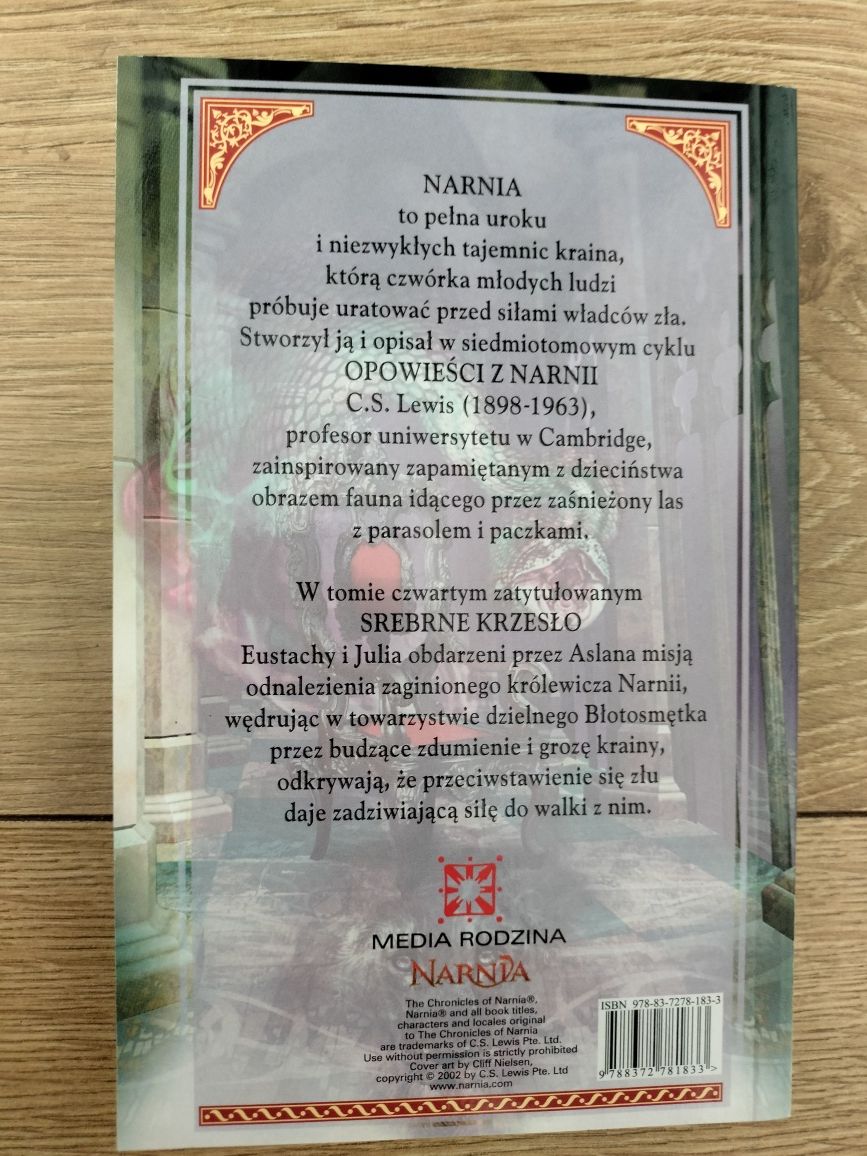 NARNIA
to pełna uroku
i niezwykłych tajemnic kraina,
którą czwórka młodych ludzi
próbuje uratować przed siłami władców zła.
Stworzył ją i opisał w siedmiotomowym cyklu
OPOWIEŚCI Z NARNII
C.S. Lewis (1898-1963),
profesor uniwersytetu w Cambridge,
zainspirowany zapamiętanym z dzieciństwa
obrazem fauna idącego przez zaśnieżony las
z parasolem i paczkami.
W tomie czwartym zatytułowanym
SREBRNE KRZESŁO
Eustachy i Julia obdarzeni przez Aslana misją
odnalezienia zaginionego królewicza Narnii,
wędrując w towarzystwie dzielnego Błotosmętka
przez budzące zdumienie i grozę krainy,
odkrywają, że przeciwstawienie się złu
daje zadziwiającą siłę do walki z nim.
MEDIA RODZINA
NARNIA
The Chronicles of Narnia®,
Narnia® and all book titles,
characters and locales original
to The Chronicles of Narnia
are trademarks of C.S. Lewis Pte. Ltd.
Use without permission is strictly prohibited
Cover art by Cliff Nielsen,
copyright © 2002 by C.S. Lewis Pte. Ltd
www.narnia.com
ISBN 978-83-7278-183-3
9 788372 781833 >